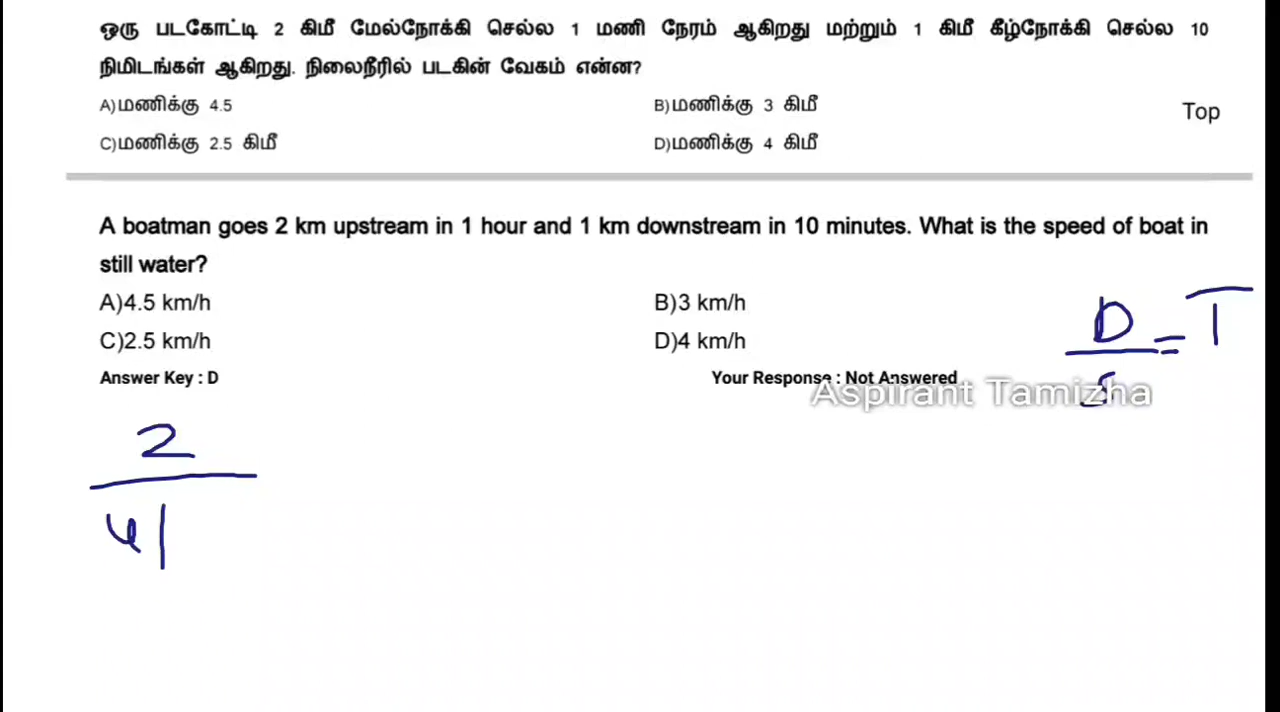 ஒரு படகோட்டி 2 கிமீ மேல்நோக்கி செல்ல 1 மணி நேரம் ஆகிறது மற்றும் 1 கிமீ கீழ்நோக்கி செல்ல 10
நிமிடங்கள் ஆகிறது. நிலைநீரில் படகின் வேகம் என்ன?
A)மணிக்கு 4.5
B)மணிக்கு 3 கிமீ
Top
C)மணிக்கு 2.5 கிமீ
D)மணிக்கு 4 கிமீ
A boatman goes 2 km upstream in 1 hour and 1 km downstream in 10 minutes. What is the speed of boat in
still water?
A)4.5 km/h
B)3 km/h
C)2.5 km/h
D)4 km/h
D = T
S
Answer Key : D
Your Response : Not Answered
Aspirant Tamizha
2